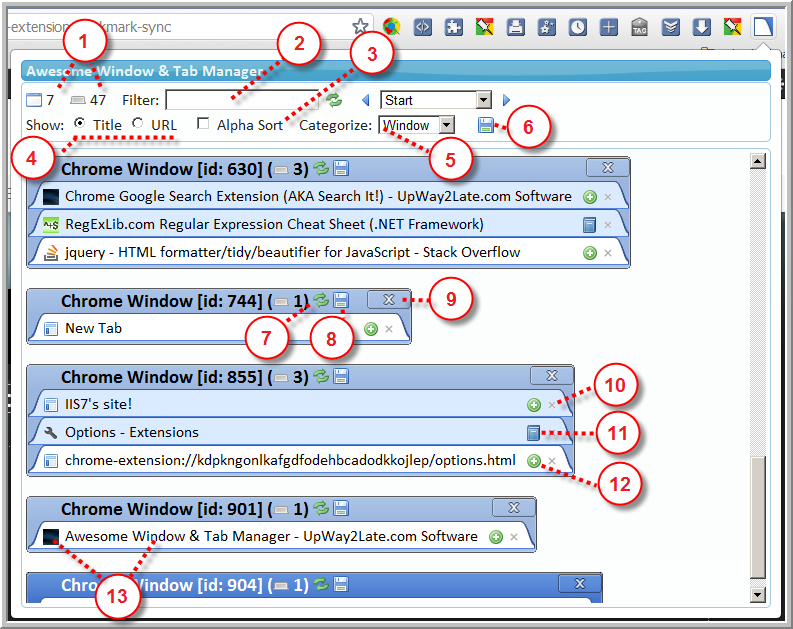 -extension kmark-sync
TAG
1
2
3
Awesome Window & Tab Manager
7 47 Filter: Start
Show: Title URL Alpha Sort Categorize: Window
6
4
5
Chrome Window [id: 630] ( 3)
Chrome Google Search Extension (AKA Search It!) - UpWay2Late.com Software
RegExLib.com Regular Expression Cheat Sheet (.NET Framework)
jquery - HTML formatter/tidy/beautifier for JavaScript - Stack Overflow
Chrome Window [id: 744] ( 1)
9
New Tab
7
8
Chrome Window [id: 855] ( 3)
10
IIS7's site!
Options - Extensions
11
chrome-extension://kdpkngonlkafgdfodehbcadodkkojlep/options.html
12
Chrome Window [id: 901] ( 1)
Awesome Window & Tab Manager - UpWay2Late.com Software
Chrome Window [id: 904] ( 1)
13